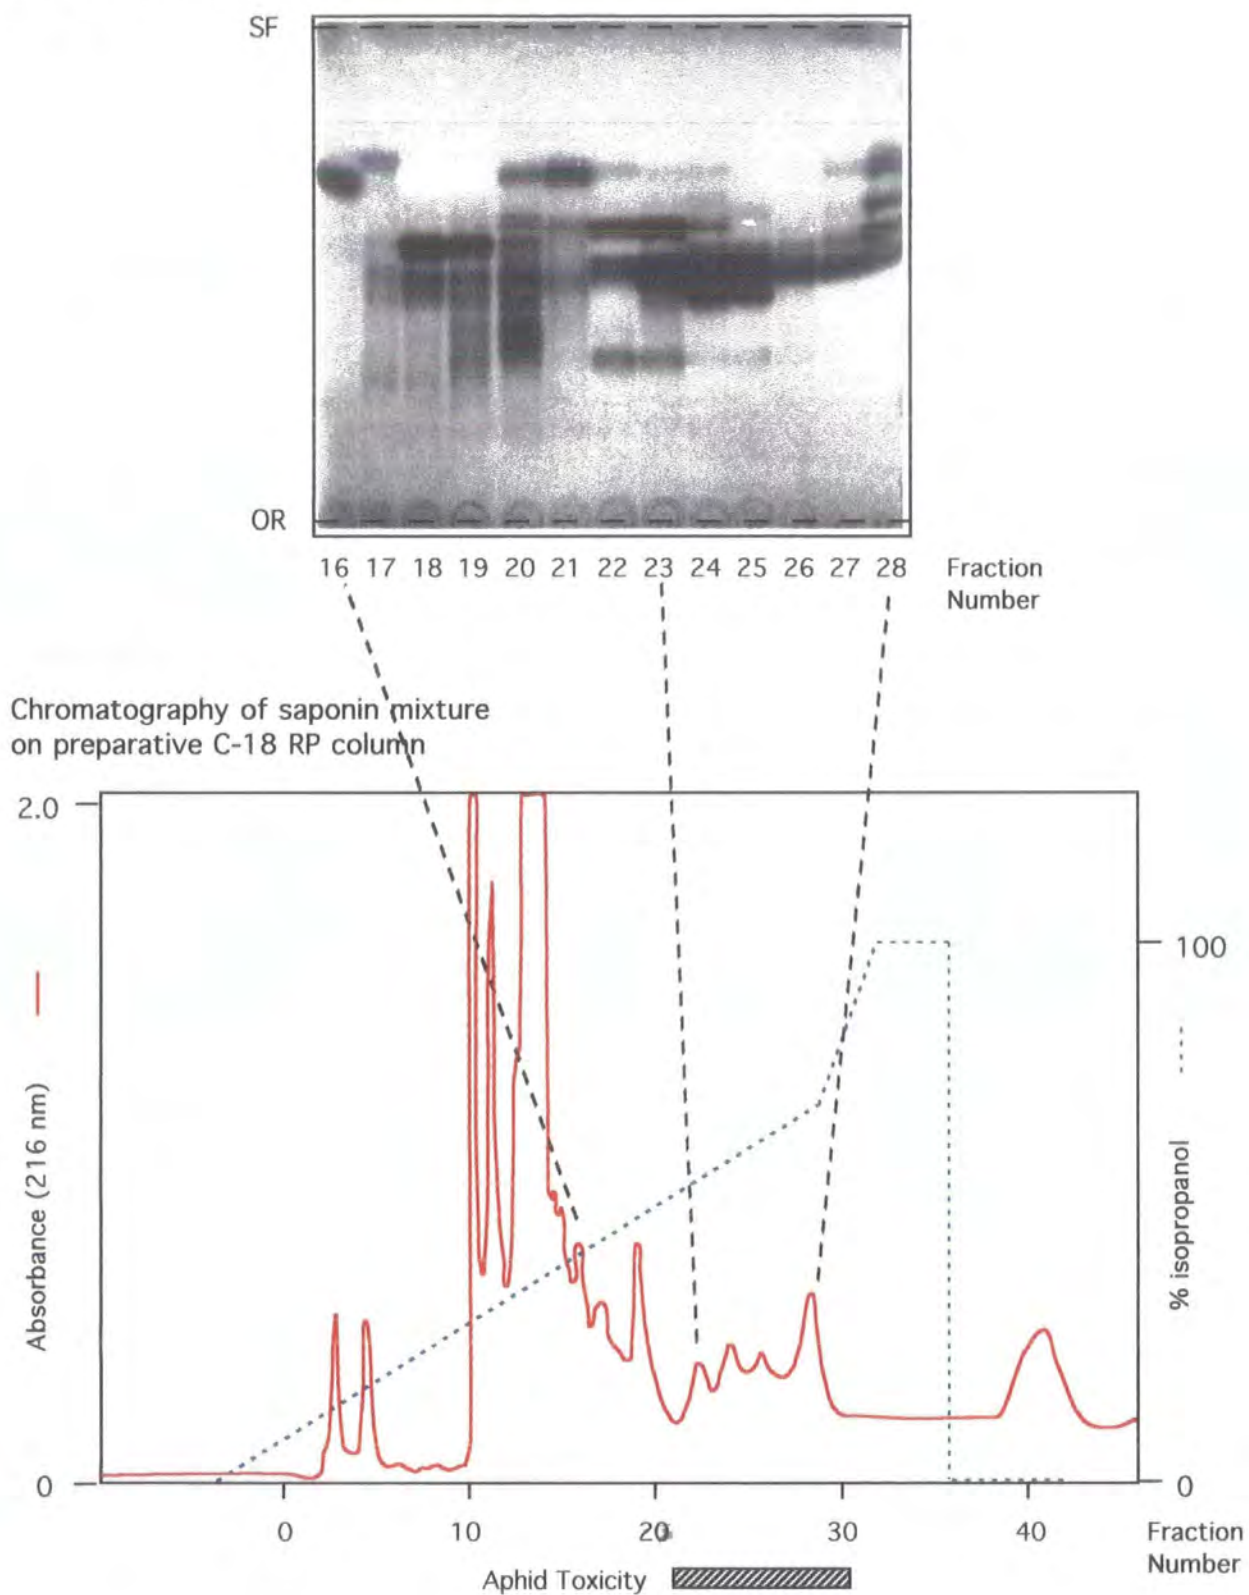 SF
OR
16 17 18 19 20 21 22 23 24 25 26 27 28
Fraction
Number
Chromatography of saponin mixture
on preparative C-18 RP column
2.0
0
Absorbance (216 nm)
100
0
% isopropanol
0 10 20 30 40
Fraction
Number
Aphid Toxicity